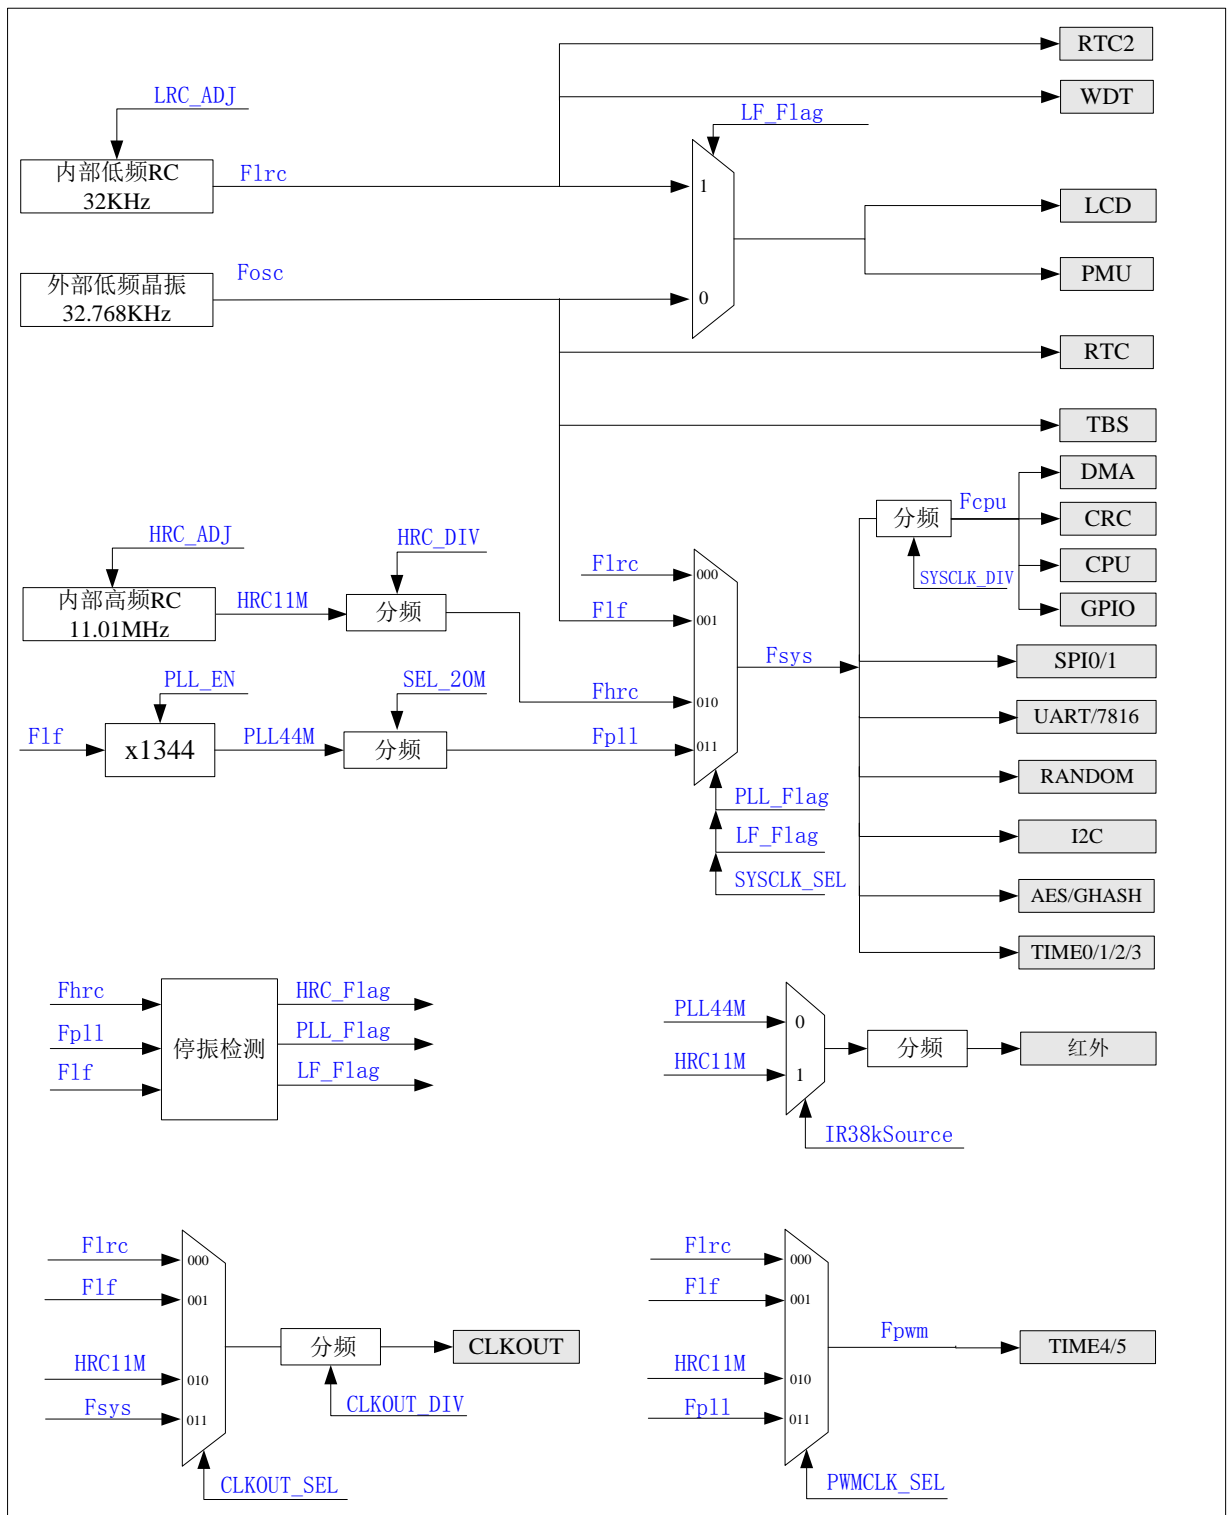 RTC2
LRC_ADJ
WDT
LF_Flag
内部低频RC
32KHz
Flrc
1
LCD
外部低频晶振
32.768KHz
Fosc
0
PMU
RTC
TBS
DMA
Fcpu
分频
CRC
HRC_ADJ
HRC_DIV
Flrc
000
SYSCLK_DIV
CPU
内部高频RC
11.01MHz
HRC11M
分频
Flf
001
GPIO
Fsys
SPI0/1
PLL_EN
SEL_20M
Fhrc
010
UART/7816
Flf
x1344
PLL44M
分频
Fpll
011
RANDOM
PLL_Flag
LF_Flag
I2C
SYSCLK_SEL
AES/GHASH
TIME0/1/2/3
Fhrc
HRC_Flag
Fpll
停振检测
PLL_Flag
Flf
LF_Flag
PLL44M
0
分频
红外
HRC11M
1
IR38kSource
Flrc
000
Flf
001
分频
CLKOUT
HRC11M
010
CLKOUT_DIV
Fsys
011
CLKOUT_SEL
Flrc
000
Flf
001
Fpwm
TIME4/5
HRC11M
010
Fpll
011
PWMCLK_SEL